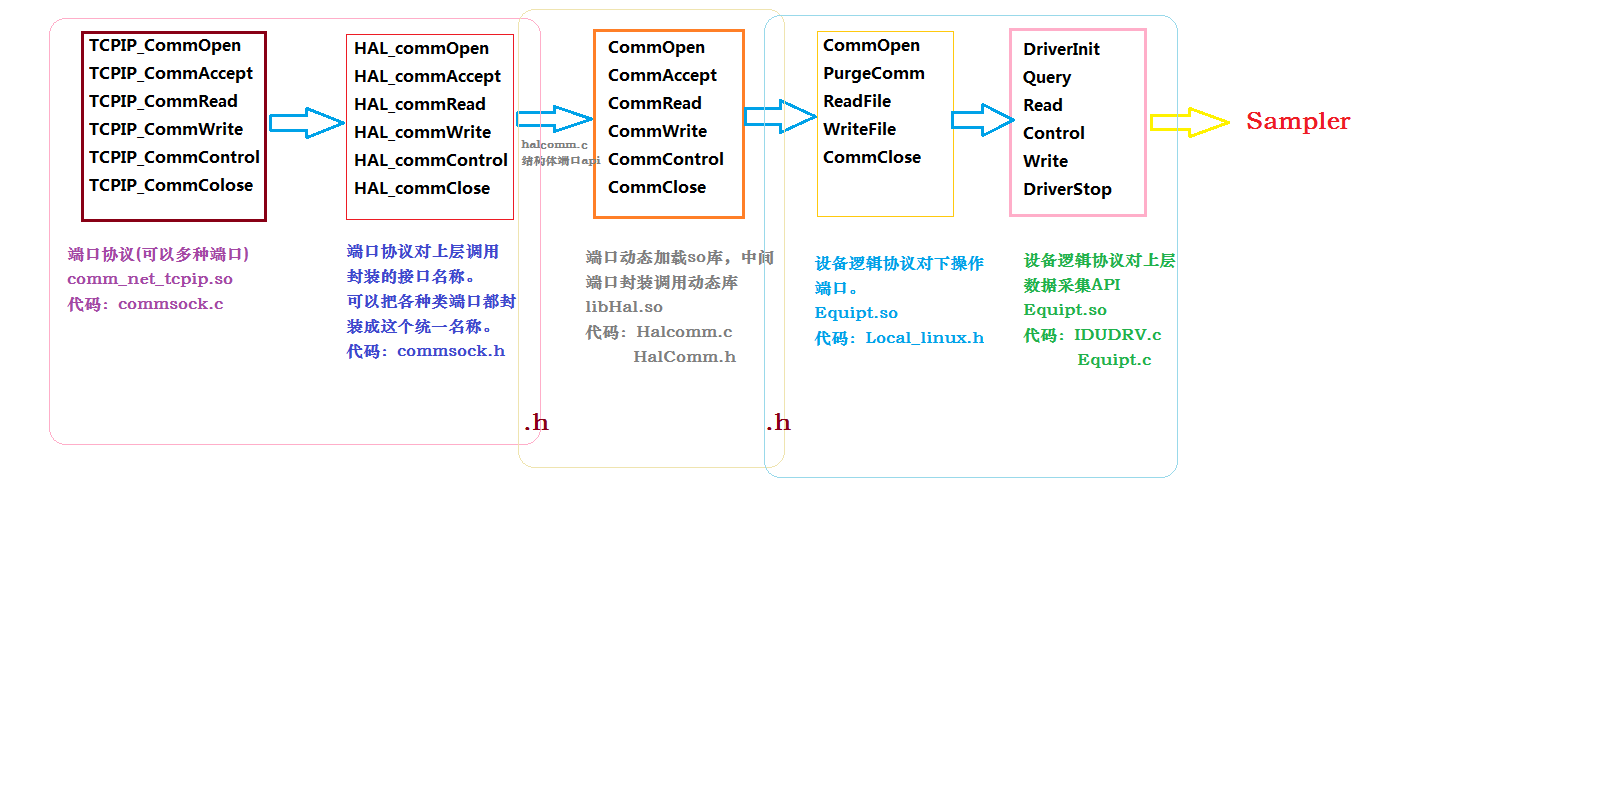 TCPIP_CommOpen
TCPIP_CommAccept
TCPIP_CommRead
TCPIP_CommWrite
TCPIP_CommControl
TCPIP_CommColose
端口协议(可以多种端口)
comm_net_tcpip.so
代码：commsock.c
HAL_commOpen
HAL_commAccept
HAL_commRead
HAL_commWrite
HAL_commControl
HAL_commClose
端口协议对上层调用
封装的接口名称。
可以把各种类端口都封
装成这个统一名称。
代码：commsock.h
halcomm.c
结构体端口api
.h
CommOpen
CommAccept
CommRead
CommWrite
CommControl
CommClose
端口动态加载so库，中间
端口封装调用动态库
libHal.so
代码：Halcomm.c
HalComm.h
.h
CommOpen
PurgeComm
ReadFile
WriteFile
CommClose
设备逻辑协议对下操作
端口。
Equipt.so
代码：Local_linux.h
DriverInit
Query
Read
Control
Write
DriverStop
设备逻辑协议对上层
数据采集API
Equipt.so
代码：IDUDRV.c
Equipt.c
Sampler